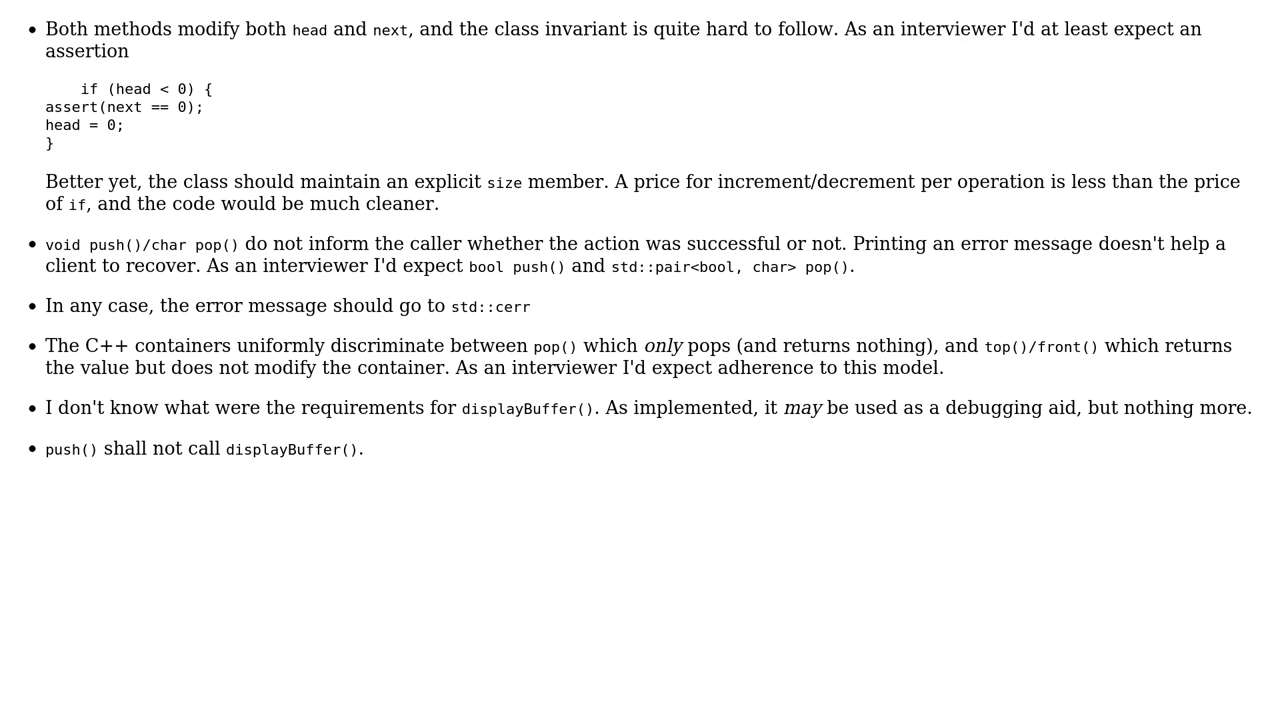 • Both methods modify both head and next, and the class invariant is quite hard to follow. As an interviewer I'd at least expect an
assertion
    if (head < 0) {
assert(next == 0);
head = 0;
}
Better yet, the class should maintain an explicit size member. A price for increment/decrement per operation is less than the price
of if, and the code would be much cleaner.
• void push()/char pop() do not inform the caller whether the action was successful or not. Printing an error message doesn't help a
client to recover. As an interviewer I'd expect bool push() and std::pair<bool, char> pop().
• In any case, the error message should go to std::cerr
• The C++ containers uniformly discriminate between pop() which only pops (and returns nothing), and top()/front() which returns
the value but does not modify the container. As an interviewer I'd expect adherence to this model.
• I don't know what were the requirements for displayBuffer(). As implemented, it may be used as a debugging aid, but nothing more.
• push() shall not call displayBuffer().